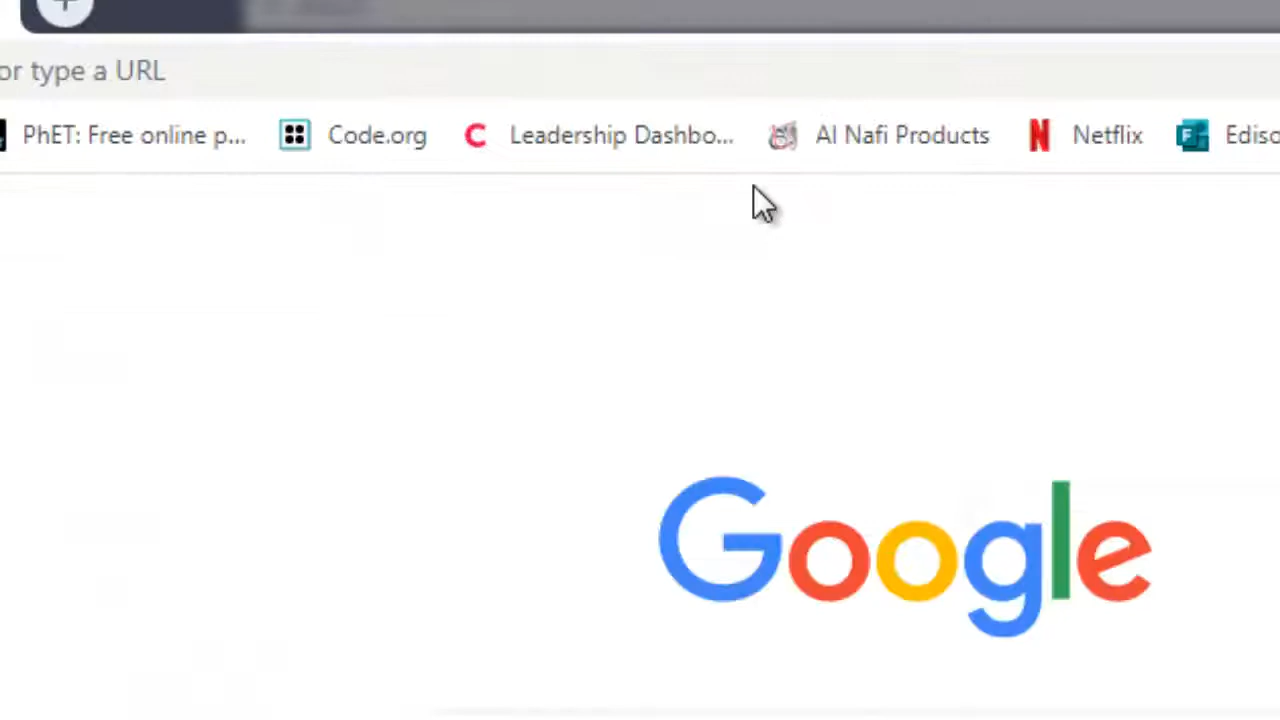 or type a URL
PhET: Free online p... Code.org Leadership Dashbo... Al Nafi Products Netflix Ediso
Google